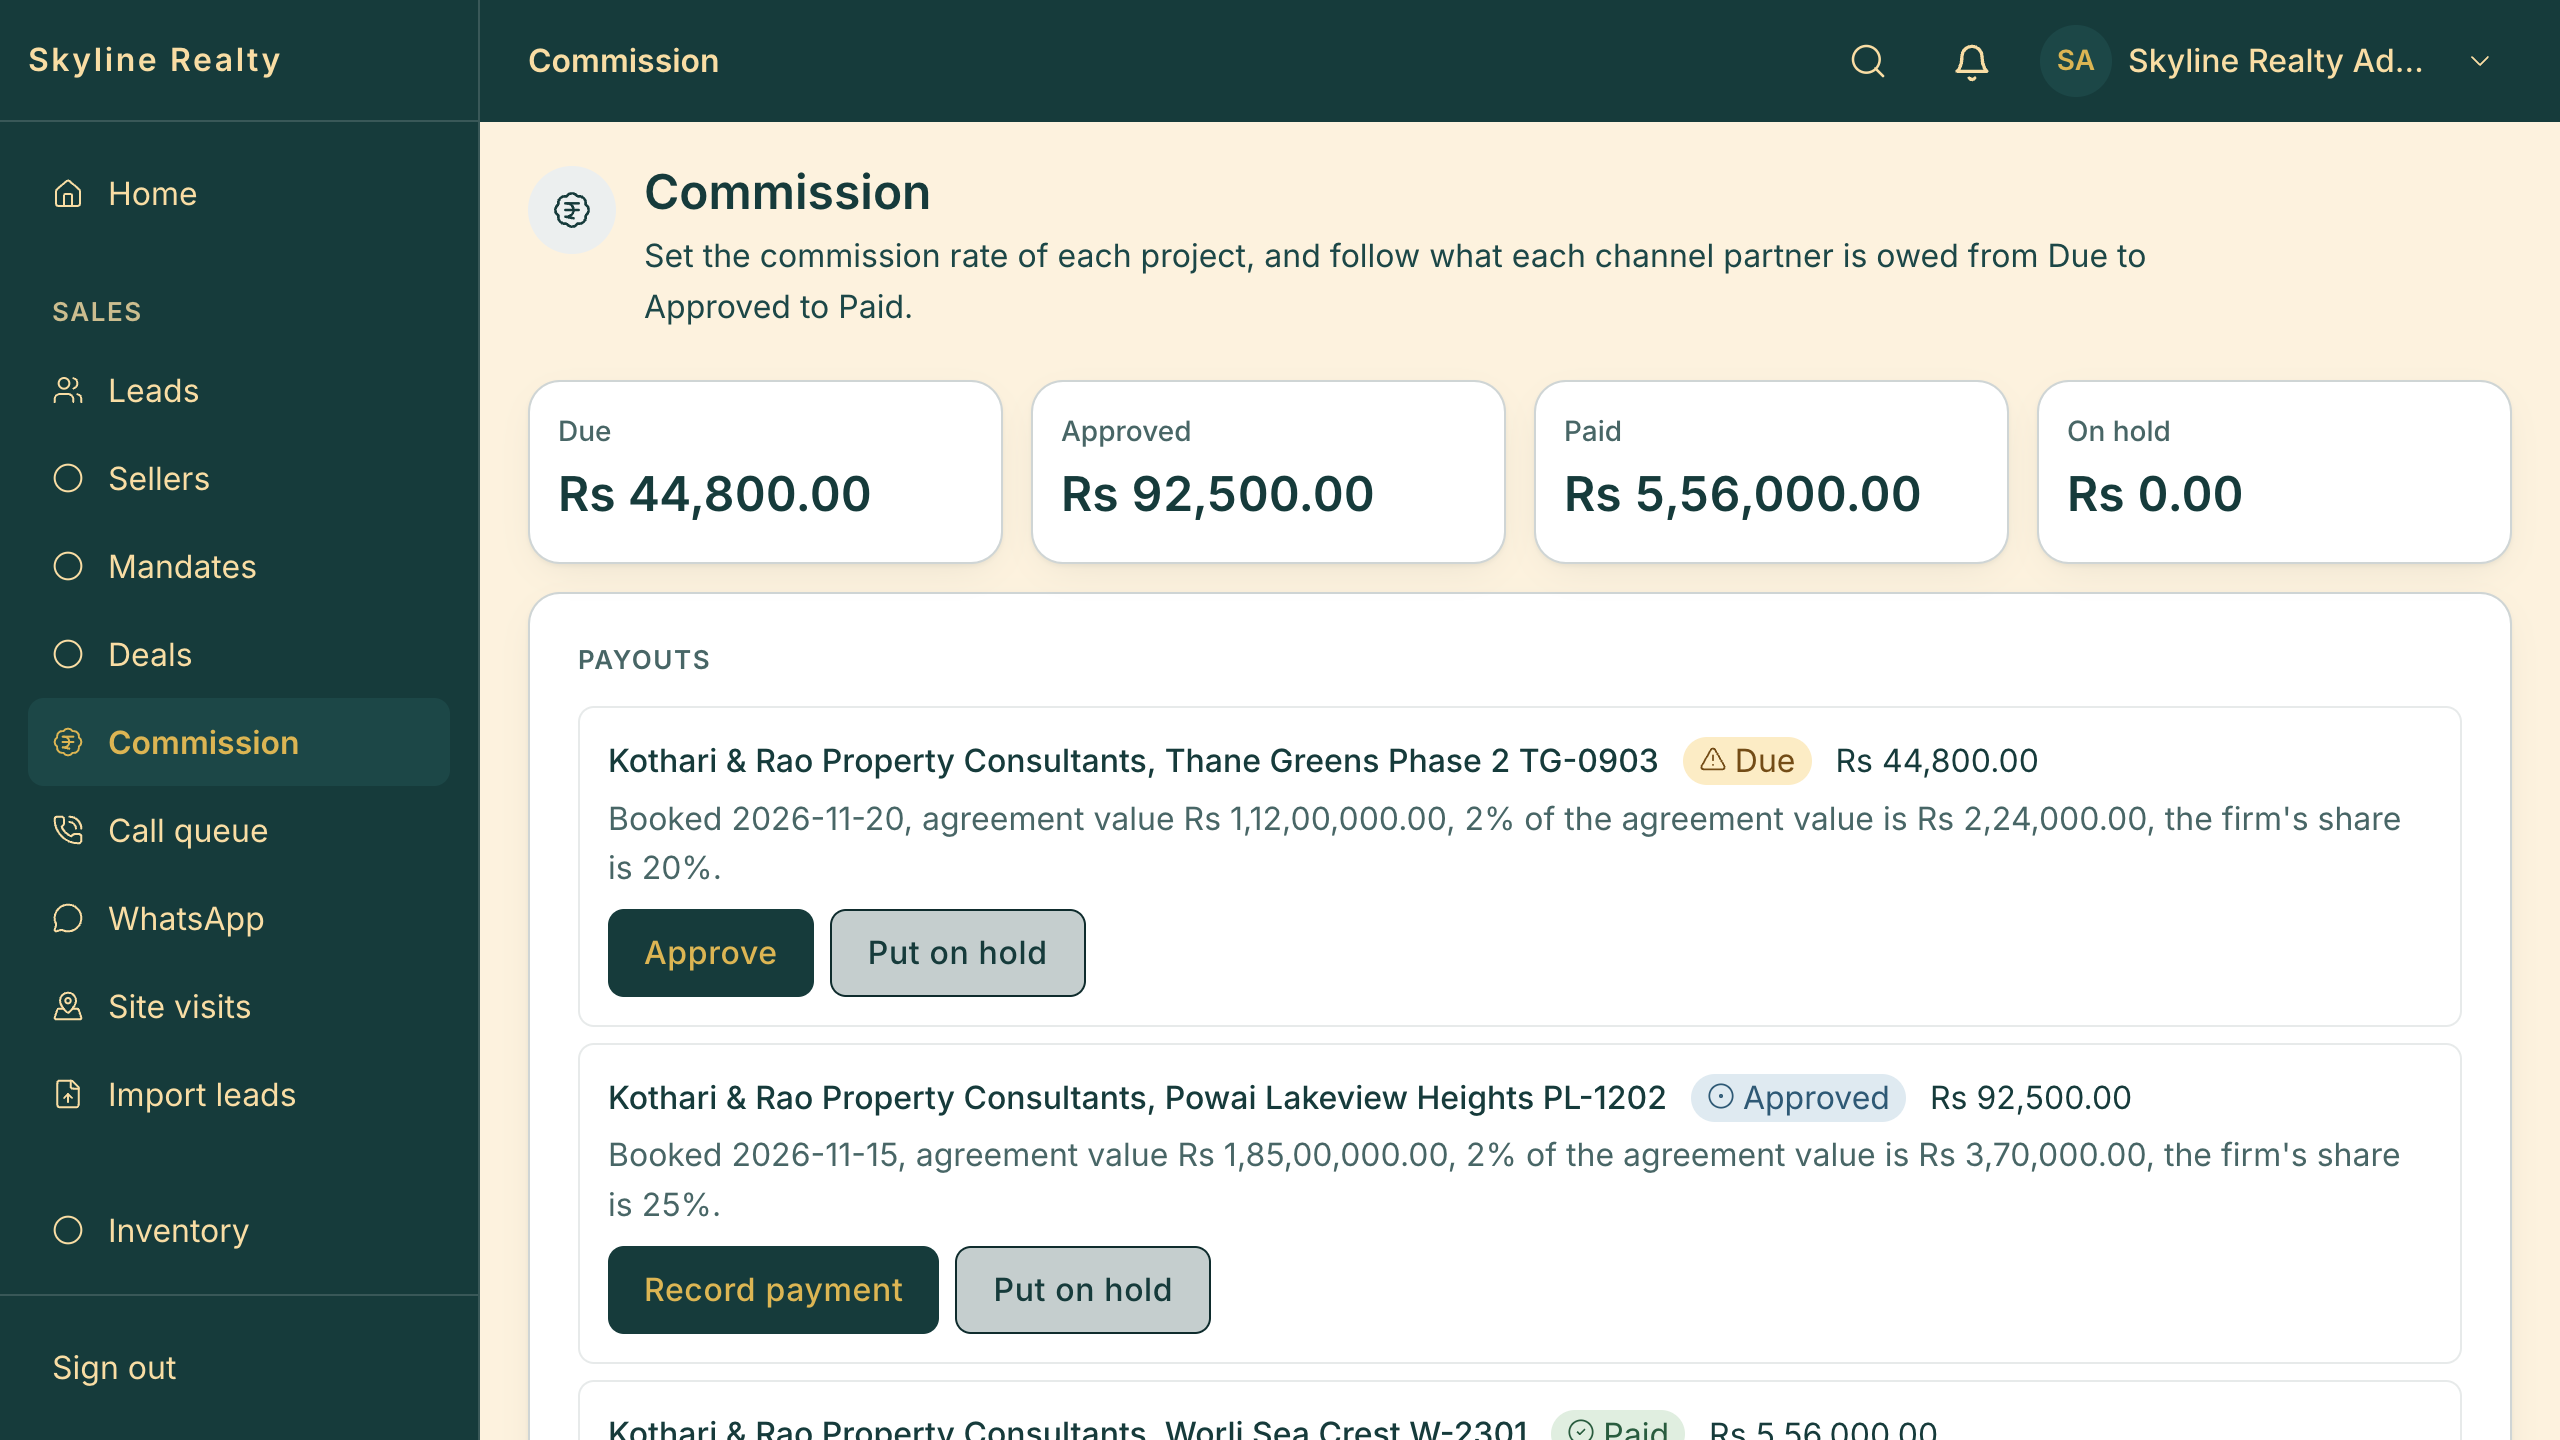 Skyline Realty
Commission
SA
Skyline Realty Ad...
Home
SALES
Leads
Sellers
Mandates
Deals
Commission
Call queue
WhatsApp
Site visits
Import leads
Inventory
Sign out
Commission
Set the commission rate of each project, and follow what each channel partner is owed from Due to
Approved to Paid.
Due
Rs 44,800.00
Approved
Rs 92,500.00
Paid
Rs 5,56,000.00
On hold
Rs 0.00
PAYOUTS
Kothari & Rao Property Consultants, Thane Greens Phase 2 TG-0903 Due Rs 44,800.00
Booked 2026-11-20, agreement value Rs 1,12,00,000.00, 2% of the agreement value is Rs 2,24,000.00, the firm's share
is 20%.
Approve Put on hold
Kothari & Rao Property Consultants, Powai Lakeview Heights PL-1202 Approved Rs 92,500.00
Booked 2026-11-15, agreement value Rs 1,85,00,000.00, 2% of the agreement value is Rs 3,70,000.00, the firm's share
is 25%.
Record payment Put on hold
Kothari & Rao Property Consultants, Worli Sea Crest W-2301 Paid Rs 5,56,000.00